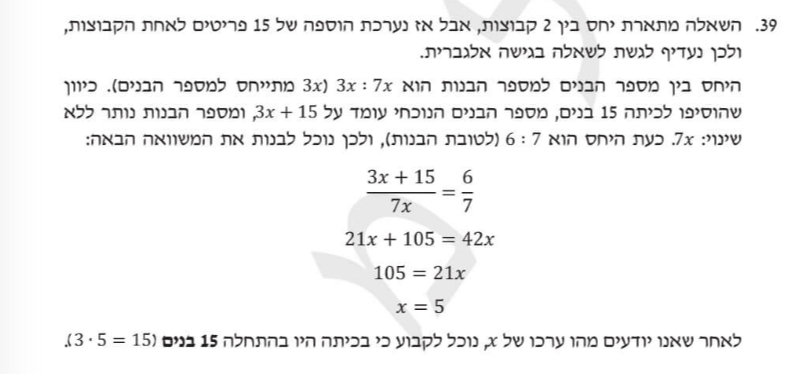 39. השאלה מתארת יחס בין 2 קבוצות, אבל אז נערכת הוספה של 15 פריטים לאחת הקבוצות,
ולכן נעדיף לגשת לשאלה בגישה אלגברית.
היחס בין מספר הבנים למספר הבנות הוא 3x : 7x (3x מתייחס למספר הבנים). כיוון
שהוסיפו לכיתה 15 בנים, מספר הבנים הנוכחי עומד על 3x + 15, ומספר הבנות נותר ללא
שינוי: 7x. כעת היחס הוא 7 : 6 (לטובת הבנות), ולכן נוכל לבנות את המשוואה הבאה:
3x + 15 / 7x = 6 / 7
21x + 105 = 42x
105 = 21x
x = 5
לאחר שאנו יודעים מהו ערכו של x, נוכל לקבוע כי בכיתה היו בהתחלה 15 בנים (3 · 5 = 15).